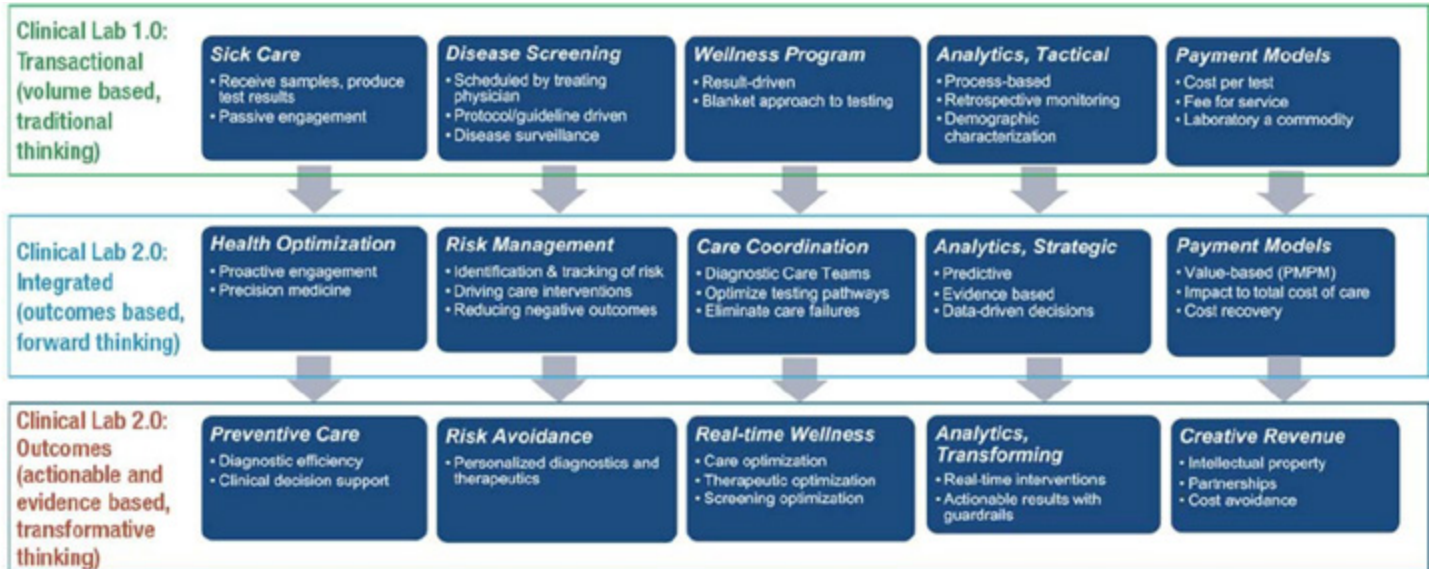 Clinical Lab 1.0:
Transactional
(volume based,
traditional
thinking)
Sick Care
• Receive samples, produce
test results
• Passive engagement
Disease Screening
• Scheduled by treating
physician
• Protocol/guideline driven
• Disease surveillance
Wellness Program
• Result-driven
• Blanket approach to testing
Analytics, Tactical
• Process-based
• Retrospective monitoring
• Demographic
characterization
Payment Models
• Cost per test
• Fee for service
• Laboratory a commodity
Clinical Lab 2.0:
Integrated
(outcomes based,
forward thinking)
Health Optimization
• Proactive engagement
• Precision medicine
Risk Management
• Identification & tracking of risk
• Driving care interventions
• Reducing negative outcomes
Care Coordination
• Diagnostic Care Teams
• Optimize testing pathways
• Eliminate care failures
Analytics, Strategic
• Predictive
• Evidence based
• Data-driven decisions
Payment Models
• Value-based (PMPM)
• Impact to total cost of care
• Cost recovery
Clinical Lab 2.0:
Outcomes
(actionable and
evidence based,
transformative
thinking)
Preventive Care
• Diagnostic efficiency
• Clinical decision support
Risk Avoidance
• Personalized diagnostics and
therapeutics
Real-time Wellness
• Care optimization
• Therapeutic optimization
• Screening optimization
Analytics,
Transforming
• Real-time interventions
• Actionable results with
guardrails
Creative Revenue
• Intellectual property
• Partnerships
• Cost avoidance